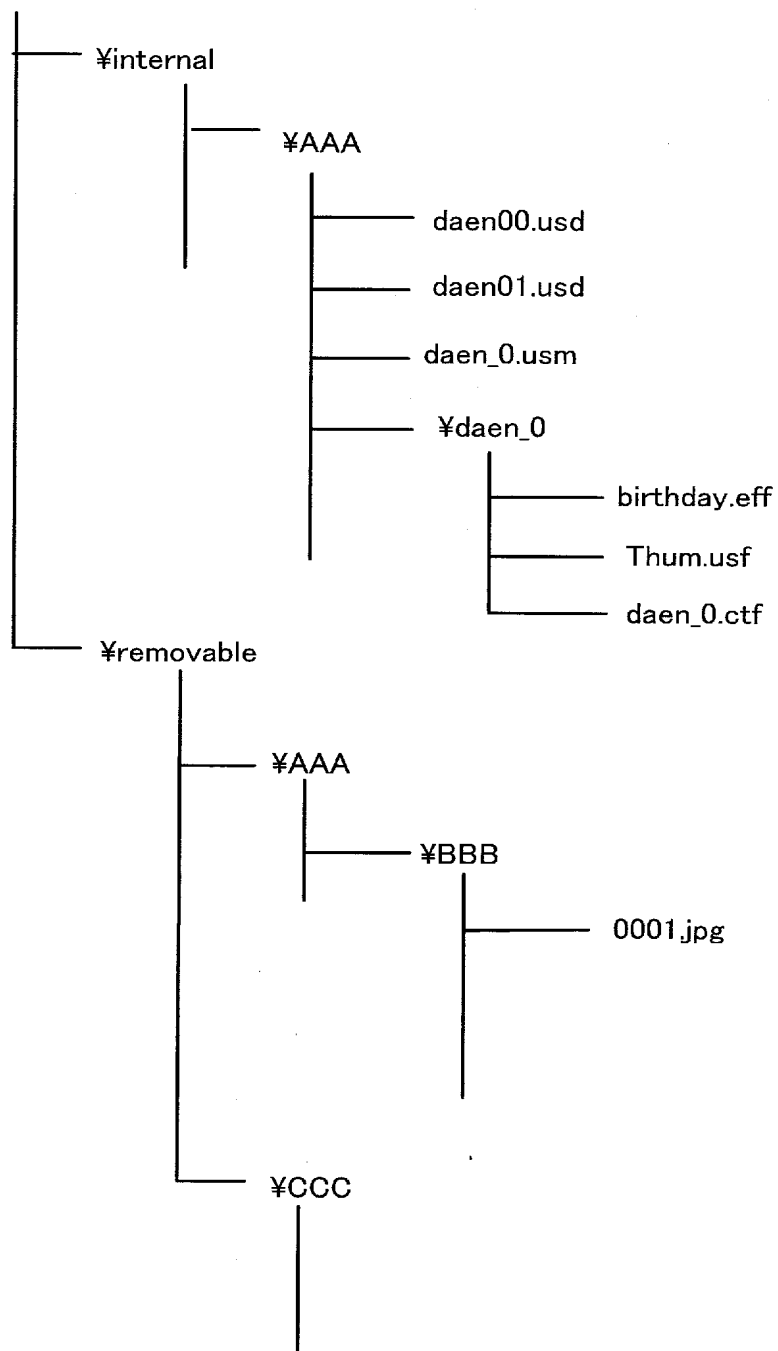 ¥internal
¥AAA
daen00.usd
daen01.usd
daen_0.usm
¥daen_0
birthday.eff
Thum.usf
daen_0.ctf
¥removable
¥AAA
¥BBB
0001.jpg
¥CCC